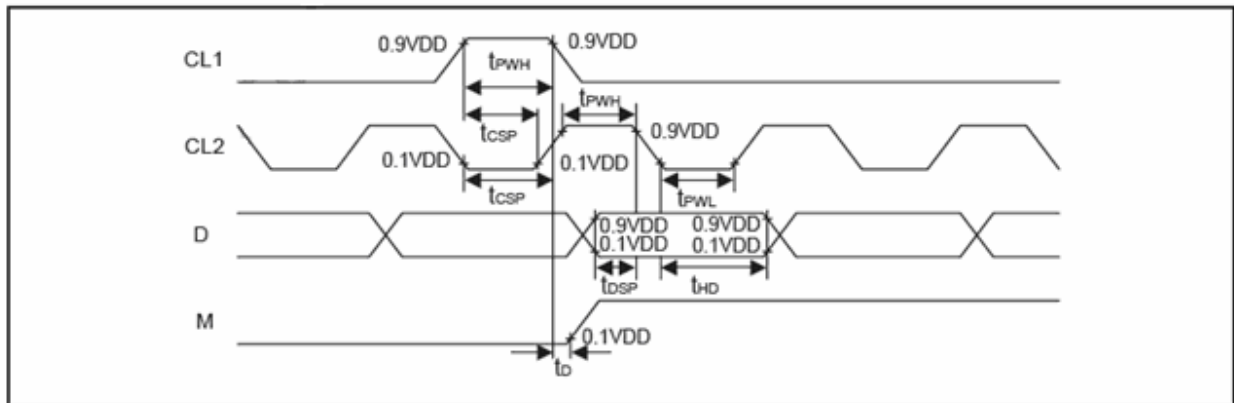 CL1
0.9VDD
0.9VDD
tPWH
tPWH
tCSP
CL2
0.9VDD
0.1VDD
0.1VDD
tCSP
tPWL
D
0.9VDD
0.9VDD
0.1VDD
0.1VDD
tDSP
tHD
M
0.1VDD
tD